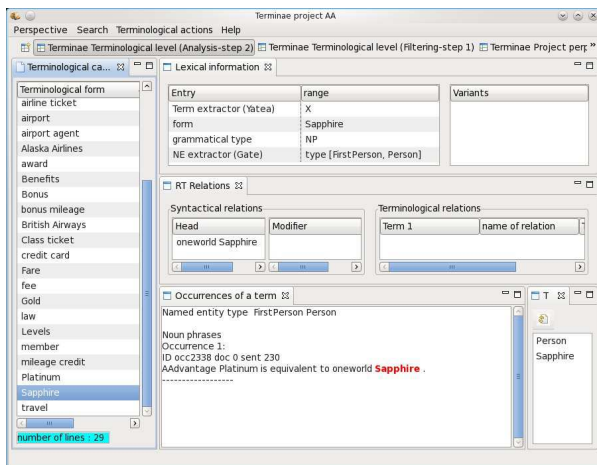 Terminae project AA
Perspective Search Terminological actions Help
Terminae Terminological level (Analysis-step 2) Terminae Terminological level (Filtering-step 1) Terminae Project perp »
Terminological ca...
Terminological form
airline ticket
airport
airport agent
Alaska Airlines
award
Benefits
Bonus
bonus mileage
British Airways
Class ticket
credit card
Fare
fee
Gold
law
Levels
member
mileage credit
Platinum
Sapphire
travel
number of lines : 29
Lexical information
Entry range
Term extractor (Yatea) X
form Sapphire
grammatical type NP
NE extractor (Gate) type [FirstPerson, Person]
Variants
RT Relations
Syntactical relations
Head Modifier
oneworld Sapphire
Terminological relations
Term 1 name of relation
Occurrences of a term
Named entity type FirstPerson Person
Noun phrases
Occurrence 1:
ID occ2338 doc 0 sent 230
AAdvantage Platinum is equivalent to oneworld Sapphire .
------------------
T
Person
Sapphire